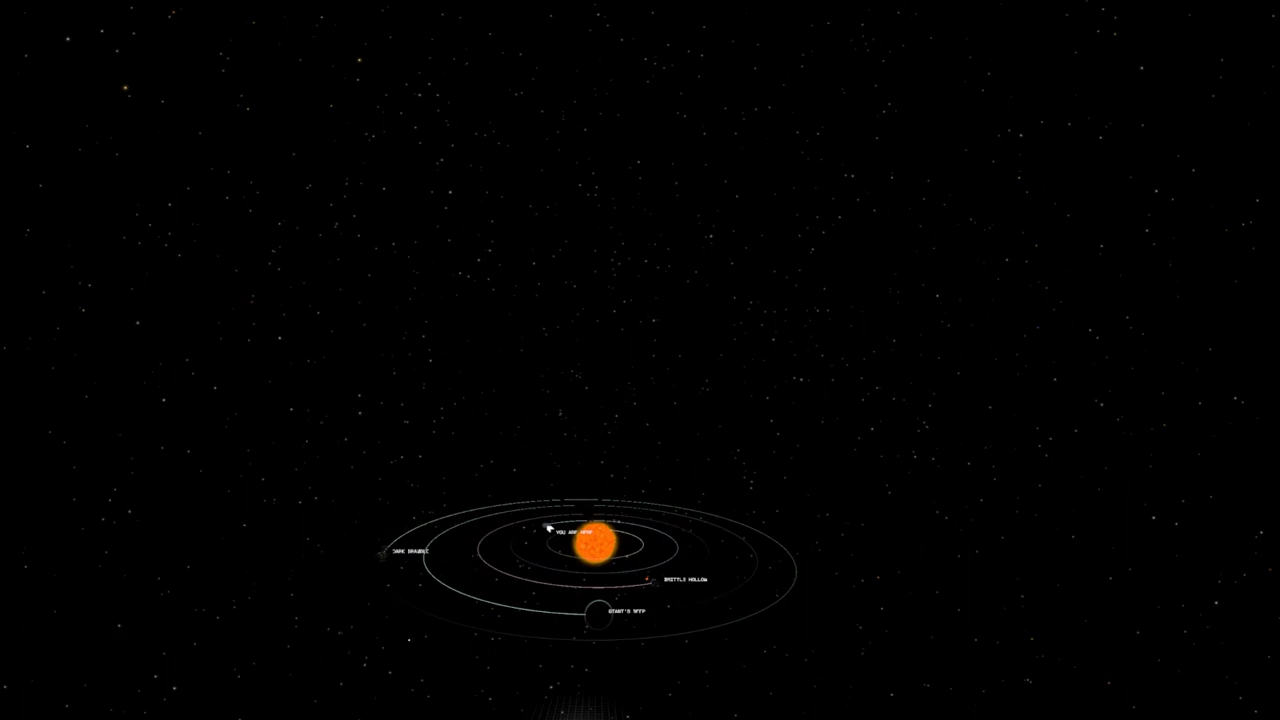 YOU ARE HERE
DARK BRAMBLE
BRITTLE HOLLOW
GIANT'S DEEP